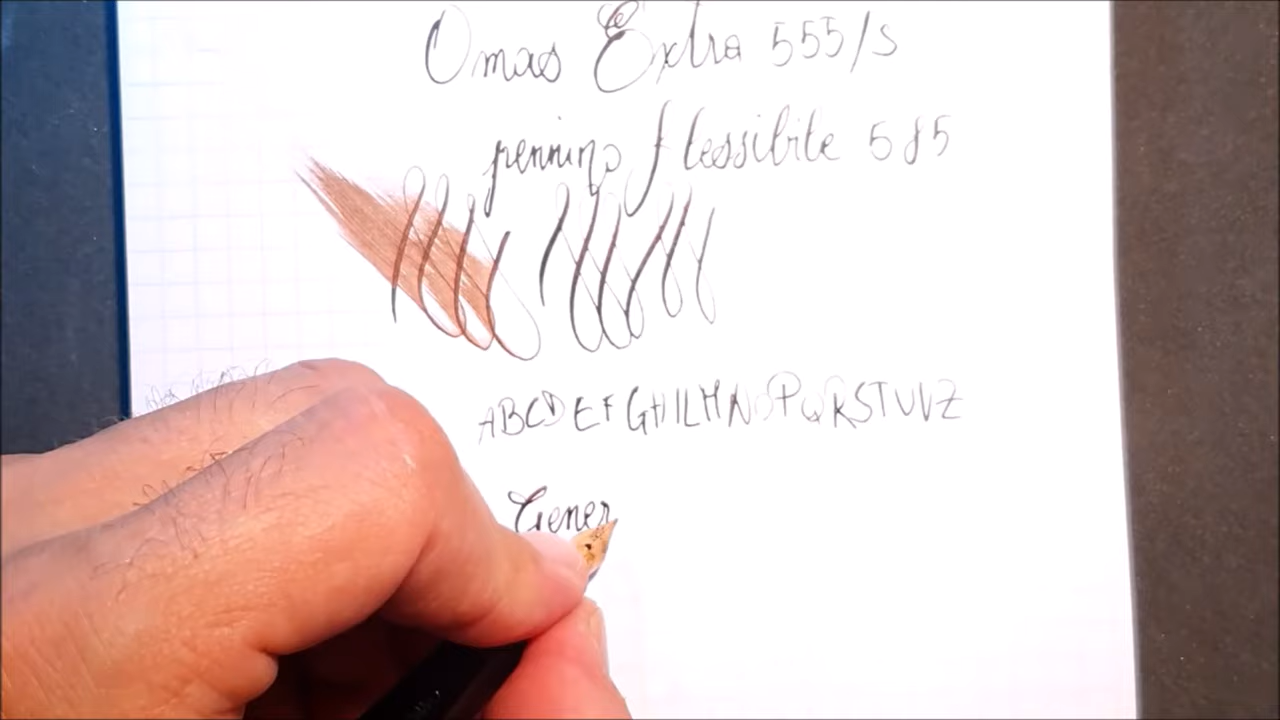 Omas Extra 555/S
pennino flessibile 585
ABCDEFGHILMNOPQRSTUVZ
Gener